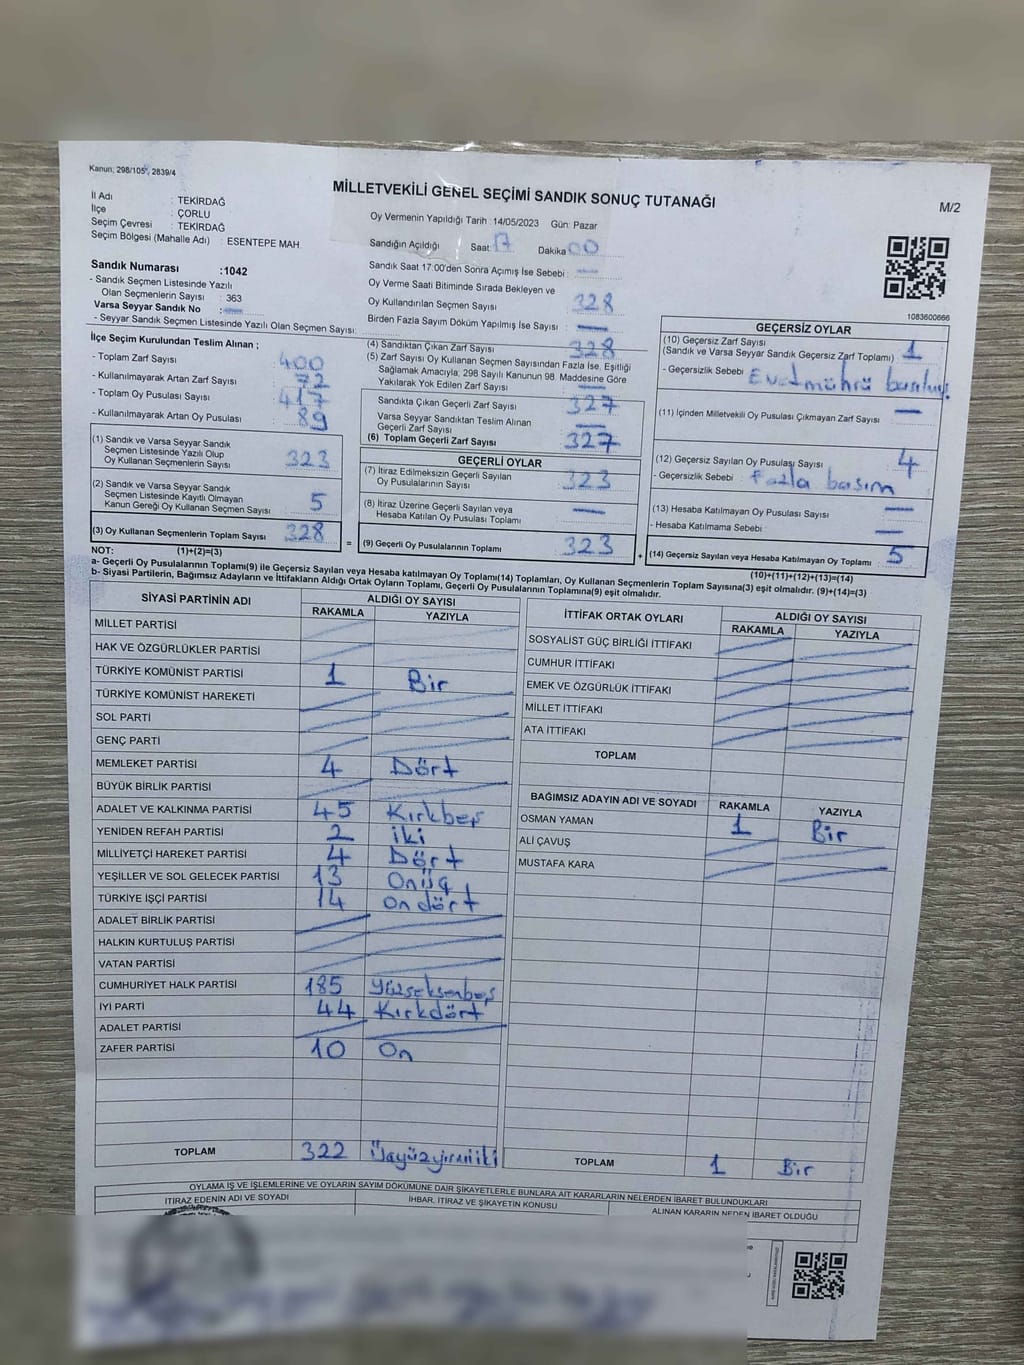 Kanun; 298/105, 2839/4
MİLLETVEKİLİ GENEL SEÇİMİ SANDIK SONUÇ TUTANAĞI
M/2
İl Adı : TEKİRDAĞ
İlçe : ÇORLU
Seçim Çevresi : TEKİRDAĞ
Seçim Bölgesi (Mahalle Adı) : ESENTEPE MAH
Oy Vermenin Yapıldığı Tarih : 14/05/2023 Gün: Pazar
Sandığın Açıldığı Saat: 17 Dakika 00
Sandık Saat 17:00'den Sonra Açımış İse Sebebi : —
Oy Verme Saati Bitiminde Sırada Bekleyen ve
Oy Kullandırılan Seçmen Sayısı : 328
Birden Fazla Sayım Döküm Yapılmış İse Sayısı : —
1083600666
Sandık Numarası :1042
- Sandık Seçmen Listesinde Yazılı
Olan Seçmenlerin Sayısı : 363
Varsa Seyyar Sandık No : —
- Seyyar Sandık Seçmen Listesinde Yazılı Olan Seçmen Sayısı:
İlçe Seçim Kurulundan Teslim Alınan ;
- Toplam Zarf Sayısı : 400
- Kullanılmayarak Artan Zarf Sayısı : 72
- Toplam Oy Pusulası Sayısı : 417
- Kullanılmayarak Artan Oy Pusulası : 89
(1) Sandık ve Varsa Seyyar Sandık
Seçmen Listesinde Yazılı Olup
Oy Kullanan Seçmenlerin Sayısı : 323
(2) Sandık ve Varsa Seyyar Sandık
Seçmen Listesinde Kayıtlı Olmayan
Kanun Gereği Oy Kullanan Seçmen Sayısı : 5
(3) Oy Kullanan Seçmenlerin Toplam Sayısı : 328
(1)+(2)=(3)
(4) Sandıktan Çıkan Zarf Sayısı : 328
(5) Zarf Sayısı Oy Kullanan Seçmen Sayısından Fazla İse, Eşitliği
Sağlamak Amacıyla; 298 Sayılı Kanunun 98. Maddesine Göre
Yakılarak Yok Edilen Zarf Sayısı : —
Sandıkta Çıkan Geçerli Zarf Sayısı : 327
Varsa Seyyar Sandıktan Teslim Alınan
Geçerli Zarf Sayısı : —
(6) Toplam Geçerli Zarf Sayısı : 327
GEÇERLİ OYLAR
(7) İtiraz Edilmeksizin Geçerli Sayılan
Oy Pusulalarının Sayısı : 323
(8) İtiraz Üzerine Geçerli Sayılan veya
Hesaba Katılan Oy Pusulası Toplamı : —
= (9) Geçerli Oy Pusulalarının Toplamı : 323 +
GEÇERSİZ OYLAR
(10) Geçersiz Zarf Sayısı
(Sandık ve Varsa Seyyar Sandık Geçersiz Zarf Toplamı) : 1
- Geçersizlik Sebebi : Evet mührü basılmış.
(11) İçinden Milletvekili Oy Pusulası Çıkmayan Zarf Sayısı : —
(12) Geçersiz Sayılan Oy Pusulası Sayısı : 4
- Geçersizlik Sebebi : Fazla basım
(13) Hesaba Katılmayan Oy Pusulası Sayısı : —
- Hesaba Katılmama Sebebi : —
(14) Geçersiz Sayılan veya Hesaba Katılmayan Oy Toplamı : 5
(10)+(11)+(12)+(13)=(14)
NOT:
a- Geçerli Oy Pusulalarının Toplamı(9) ile Geçersiz Sayılan veya Hesaba katılmayan Oy Toplamı(14) Toplamları, Oy Kullanan Seçmenlerin Toplam Sayısına(3) eşit olmalıdır. (9)+(14)=(3)
b- Siyasi Partilerin, Bağımsız Adayların ve İttifakların Aldığı Ortak Oyların Toplamı, Geçerli Oy Pusulalarının Toplamına(9) eşit olmalıdır.
SİYASİ PARTİNİN ADI ALDIĞI OY SAYISI
RAKAMLA YAZIYLA
MİLLET PARTİSİ
HAK VE ÖZGÜRLÜKLER PARTİSİ
TÜRKİYE KOMÜNİST PARTİSİ 1 Bir
TÜRKİYE KOMÜNİST HAREKETİ
SOL PARTİ
GENÇ PARTİ
MEMLEKET PARTİSİ 4 Dört
BÜYÜK BİRLİK PARTİSİ
ADALET VE KALKINMA PARTİSİ 45 Kırkbeş
YENİDEN REFAH PARTİSİ 2 iki
MİLLİYETÇİ HAREKET PARTİSİ 4 Dört
YEŞİLLER VE SOL GELECEK PARTİSİ 13 Onüç
TÜRKİYE İŞÇİ PARTİSİ 14 Ondört
ADALET BİRLİK PARTİSİ
HALKIN KURTULUŞ PARTİSİ
VATAN PARTİSİ
CUMHURİYET HALK PARTİSİ 185 Yüzseksenbeş
İYİ PARTİ 44 Kırkdört
ADALET PARTİSİ
ZAFER PARTİSİ 10 On
TOPLAM 322 Üçyüzyirmiiki
İTTİFAK ORTAK OYLARI ALDIĞI OY SAYISI
RAKAMLA YAZIYLA
SOSYALİST GÜÇ BİRLİĞİ İTTİFAKI
CUMHUR İTTİFAKI
EMEK VE ÖZGÜRLÜK İTTİFAKI
MİLLET İTTİFAKI
ATA İTTİFAKI
TOPLAM
BAĞIMSIZ ADAYIN ADI VE SOYADI RAKAMLA YAZIYLA
OSMAN YAMAN 1 Bir
ALİ ÇAVUŞ
MUSTAFA KARA
TOPLAM 1 Bir
OYLAMA İŞ VE İŞLEMLERİNE VE OYLARIN SAYIM DÖKÜMÜNE DAİR ŞİKAYETLERLE BUNLARA AİT KARARLARIN NELERDEN İBARET BULUNDUKLARI
İTİRAZ EDENİN ADI VE SOYADI İHBAR, İTİRAZ VE ŞİKAYETİN KONUSU ALINAN KARARIN NEDEN İBARET OLDUĞU